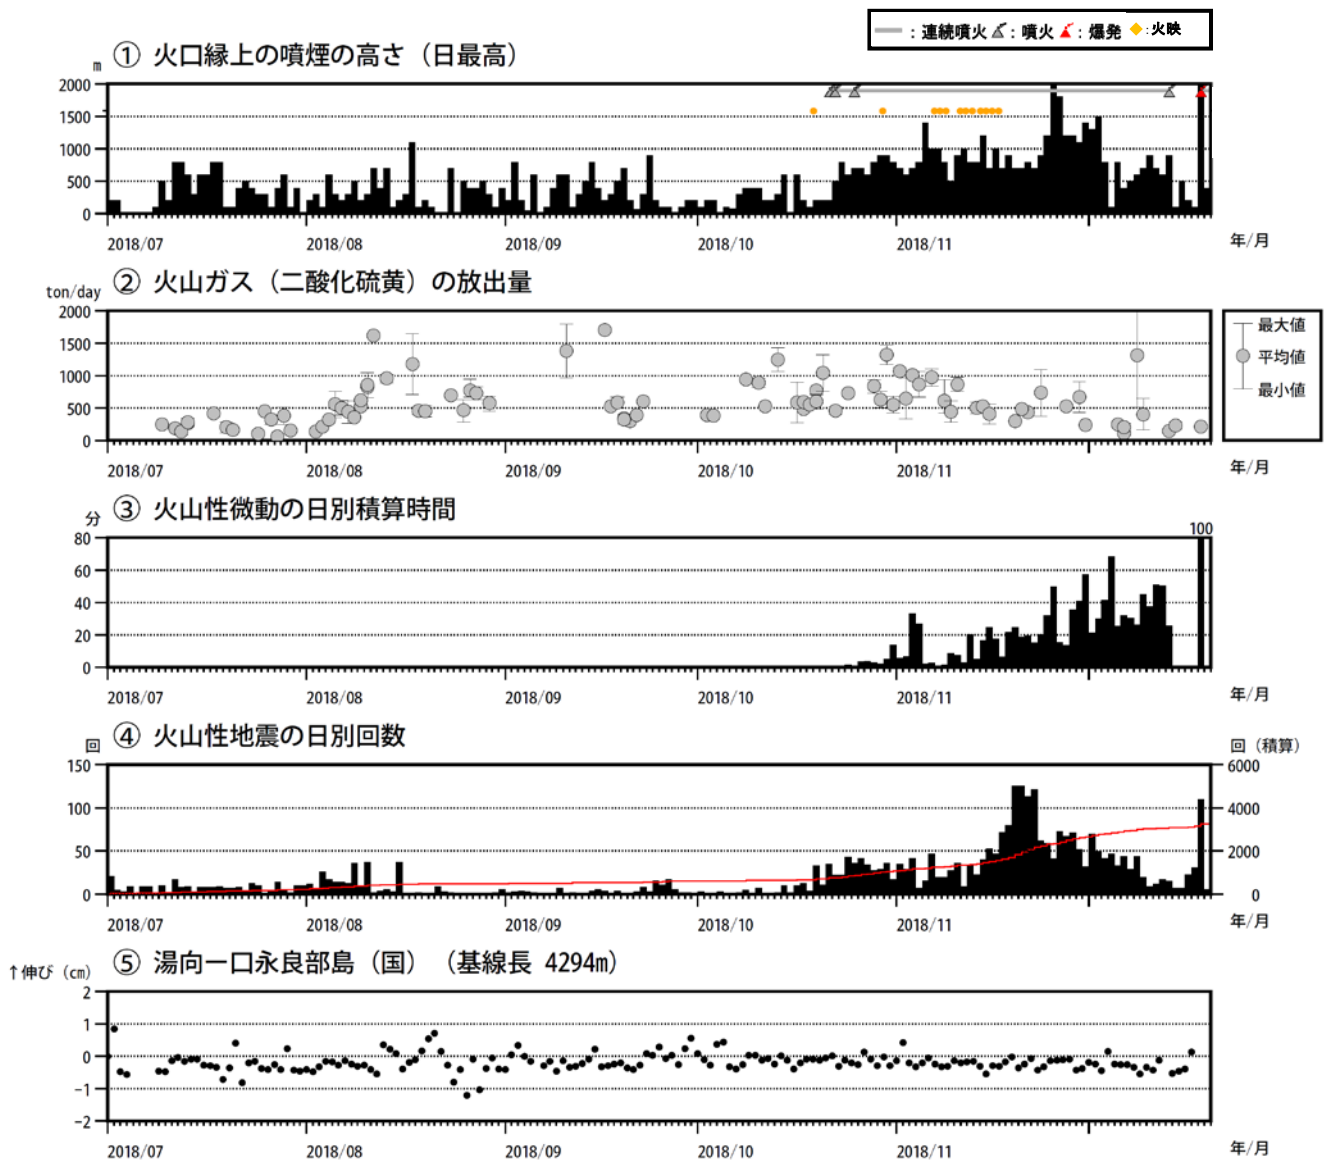 ：連続噴火 ：噴火 ：爆発 ：火映
① 火口縁上の噴煙の高さ（日最高）
m
2000
1500
1000
500
0
2018/07 2018/08 2018/09 2018/10 2018/11 年/月
② 火山ガス（二酸化硫黄）の放出量
ton/day
2000
1500
1000
500
0
最大値
平均値
最小値
2018/07 2018/08 2018/09 2018/10 2018/11 年/月
③ 火山性微動の日別積算時間
分
100
80
60
40
20
0
2018/07 2018/08 2018/09 2018/10 2018/11 年/月
④ 火山性地震の日別回数
回 回（積算）
150 6000
100 4000
50 2000
0 0
2018/07 2018/08 2018/09 2018/10 2018/11 年/月
⑤ 湯向ー口永良部島（国）（基線長 4294m）
↑伸び（cm）
2
1
0
-1
-2
2018/07 2018/08 2018/09 2018/10 2018/11 年/月